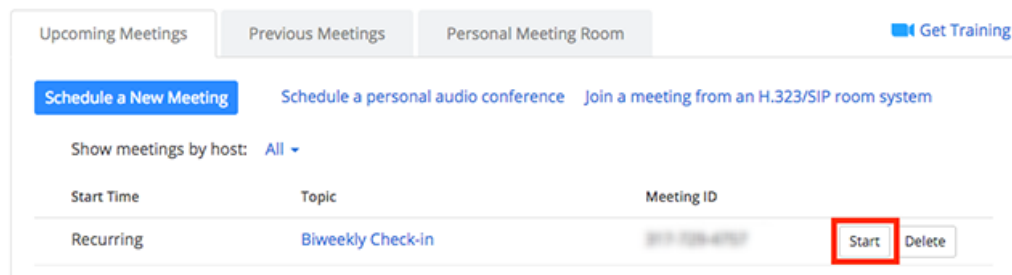 Upcoming Meetings Previous Meetings Personal Meeting Room Get Training
Schedule a New Meeting Schedule a personal audio conference Join a meeting from an H.323/SIP room system
Show meetings by host: All
Start Time Topic Meeting ID
Recurring Biweekly Check-in Start Delete